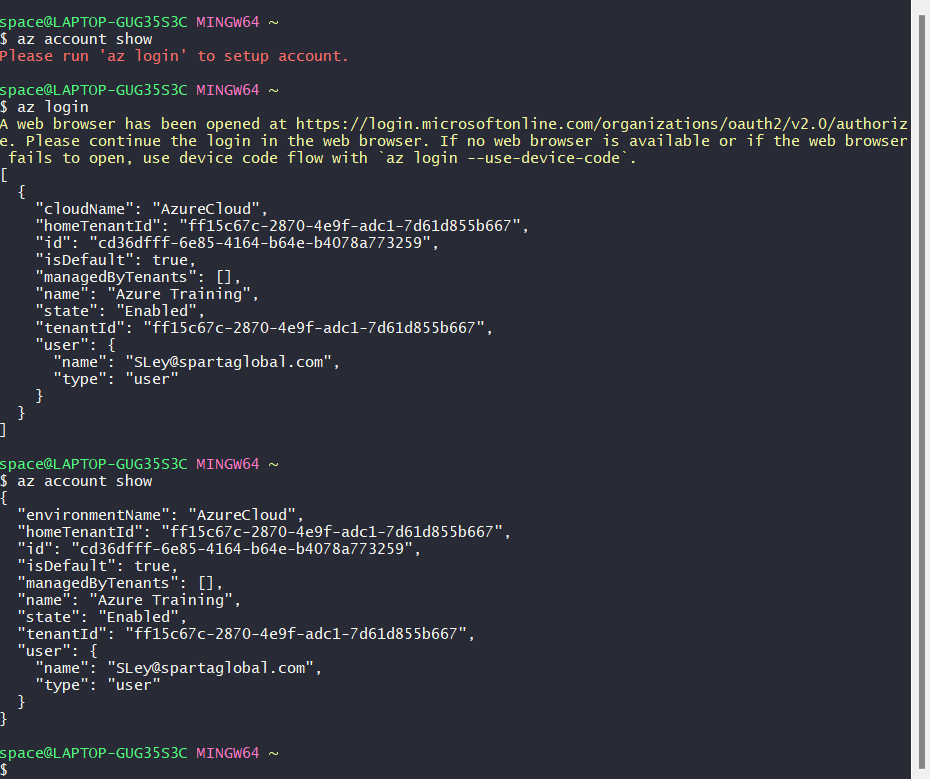 space@LAPTOP-GUG35S3C MINGW64 ~
$ az account show
Please run 'az login' to setup account.
space@LAPTOP-GUG35S3C MINGW64 ~
$ az login
A web browser has been opened at https://login.microsoftonline.com/organizations/oauth2/v2.0/authoriz
e. Please continue the login in the web browser. If no web browser is available or if the web browser
 fails to open, use device code flow with `az login --use-device-code`.
[
  {
    "cloudName": "AzureCloud",
    "homeTenantId": "ff15c67c-2870-4e9f-adc1-7d61d855b667",
    "id": "cd36dfff-6e85-4164-b64e-b4078a773259",
    "isDefault": true,
    "managedByTenants": [],
    "name": "Azure Training",
    "state": "Enabled",
    "tenantId": "ff15c67c-2870-4e9f-adc1-7d61d855b667",
    "user": {
      "name": "SLey@spartaglobal.com",
      "type": "user"
    }
  }
]
space@LAPTOP-GUG35S3C MINGW64 ~
$ az account show
{
  "environmentName": "AzureCloud",
  "homeTenantId": "ff15c67c-2870-4e9f-adc1-7d61d855b667",
  "id": "cd36dfff-6e85-4164-b64e-b4078a773259",
  "isDefault": true,
  "managedByTenants": [],
  "name": "Azure Training",
  "state": "Enabled",
  "tenantId": "ff15c67c-2870-4e9f-adc1-7d61d855b667",
  "user": {
    "name": "SLey@spartaglobal.com",
    "type": "user"
  }
}
space@LAPTOP-GUG35S3C MINGW64 ~
$